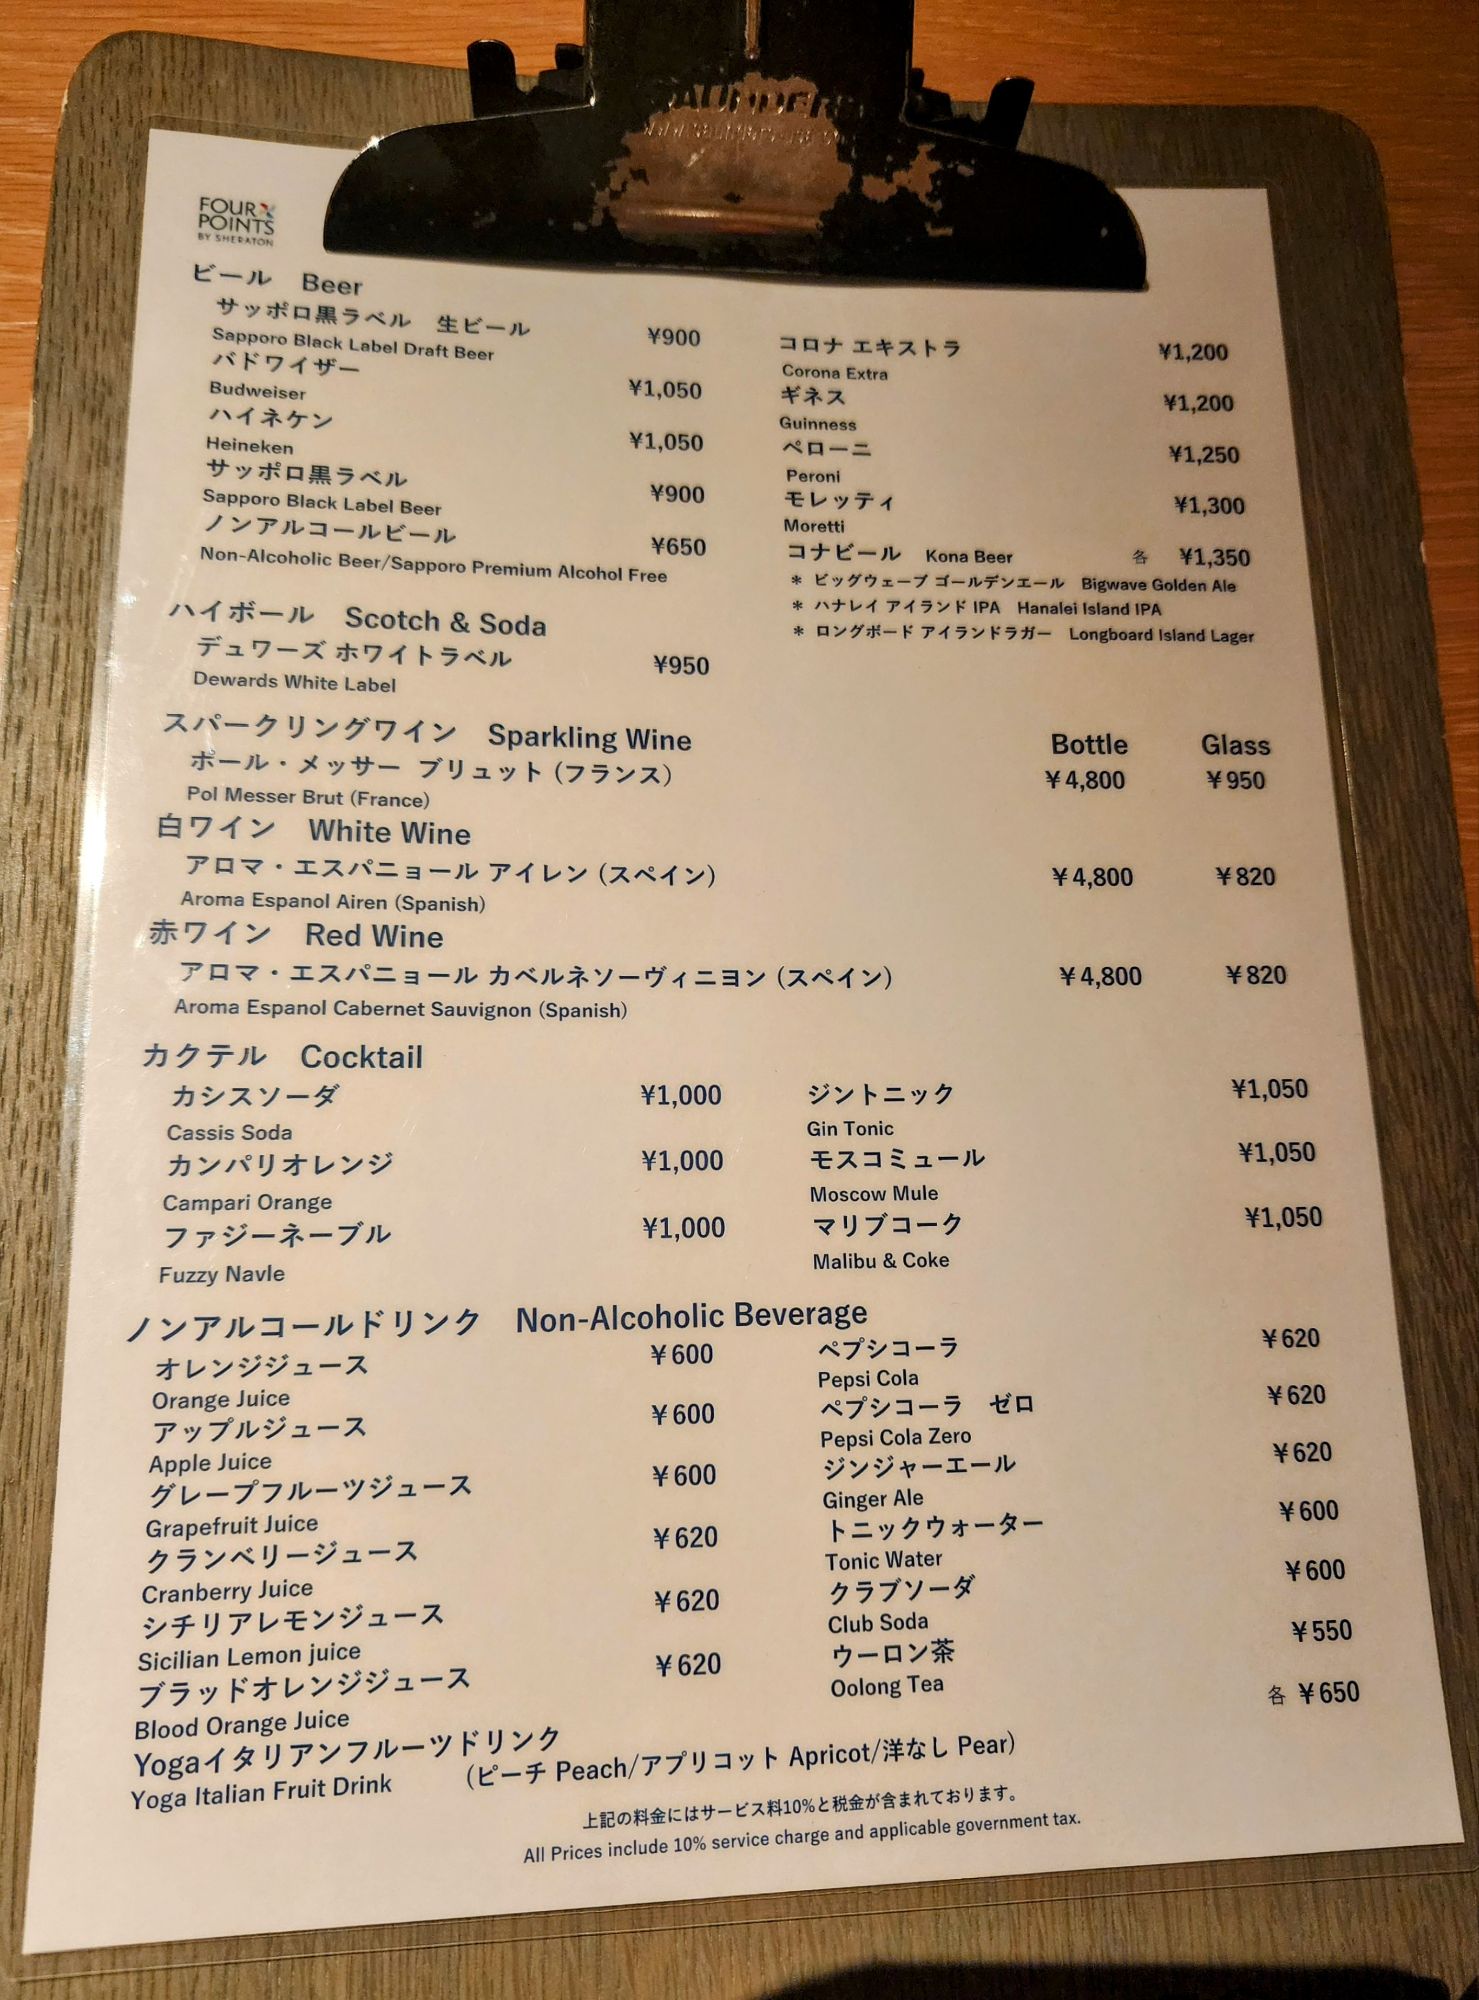 AUNDERS
FOUR
POINTS
BY SHERATON
ビール Beer
サッポロ黒ラベル 生ビール ¥900
Sapporo Black Label Draft Beer
バドワイザー ¥1,050
Budweiser
ハイネケン ¥1,050
Heineken
サッポロ黒ラベル ¥900
Sapporo Black Label Beer
ノンアルコールビール ¥650
Non-Alcoholic Beer/Sapporo Premium Alcohol Free
コロナ エキストラ ¥1,200
Corona Extra
ギネス ¥1,200
Guinness
ペローニ ¥1,250
Peroni
モレッティ ¥1,300
Moretti
コナビール Kona Beer 各 ¥1,350
* ビッグウェーブ ゴールデンエール Bigwave Golden Ale
* ハナレイ アイランド IPA Hanalei Island IPA
* ロングボード アイランドラガー Longboard Island Lager
ハイボール Scotch & Soda
デュワーズ ホワイトラベル ¥950
Dewards White Label
スパークリングワイン Sparkling Wine Bottle Glass
ポール・メッサー ブリュット (フランス) ¥4,800 ¥950
Pol Messer Brut (France)
白ワイン White Wine
アロマ・エスパニョール アイレン (スペイン) ¥4,800 ¥820
Aroma Espanol Airen (Spanish)
赤ワイン Red Wine
アロマ・エスパニョール カベルネソーヴィニヨン (スペイン) ¥4,800 ¥820
Aroma Espanol Cabernet Sauvignon (Spanish)
カクテル Cocktail
カシスソーダ ¥1,000
Cassis Soda
カンパリオレンジ ¥1,000
Campari Orange
ファジーネーブル ¥1,000
Fuzzy Navle
ジントニック ¥1,050
Gin Tonic
モスコミュール ¥1,050
Moscow Mule
マリブコーク ¥1,050
Malibu & Coke
ノンアルコールドリンク Non-Alcoholic Beverage
オレンジジュース ¥600
Orange Juice
アップルジュース ¥600
Apple Juice
グレープフルーツジュース ¥600
Grapefruit Juice
クランベリージュース ¥620
Cranberry Juice
シチリアレモンジュース ¥620
Sicilian Lemon juice
ブラッドオレンジジュース ¥620
Blood Orange Juice
ペプシコーラ ¥620
Pepsi Cola
ペプシコーラ ゼロ ¥620
Pepsi Cola Zero
ジンジャーエール ¥620
Ginger Ale
トニックウォーター ¥600
Tonic Water
クラブソーダ ¥600
Club Soda
ウーロン茶 ¥550
Oolong Tea
Yogaイタリアンフルーツドリンク 各 ¥650
Yoga Italian Fruit Drink (ピーチ Peach/アプリコット Apricot/洋なし Pear)
上記の料金にはサービス料10%と税金が含まれております。
All Prices include 10% service charge and applicable government tax.